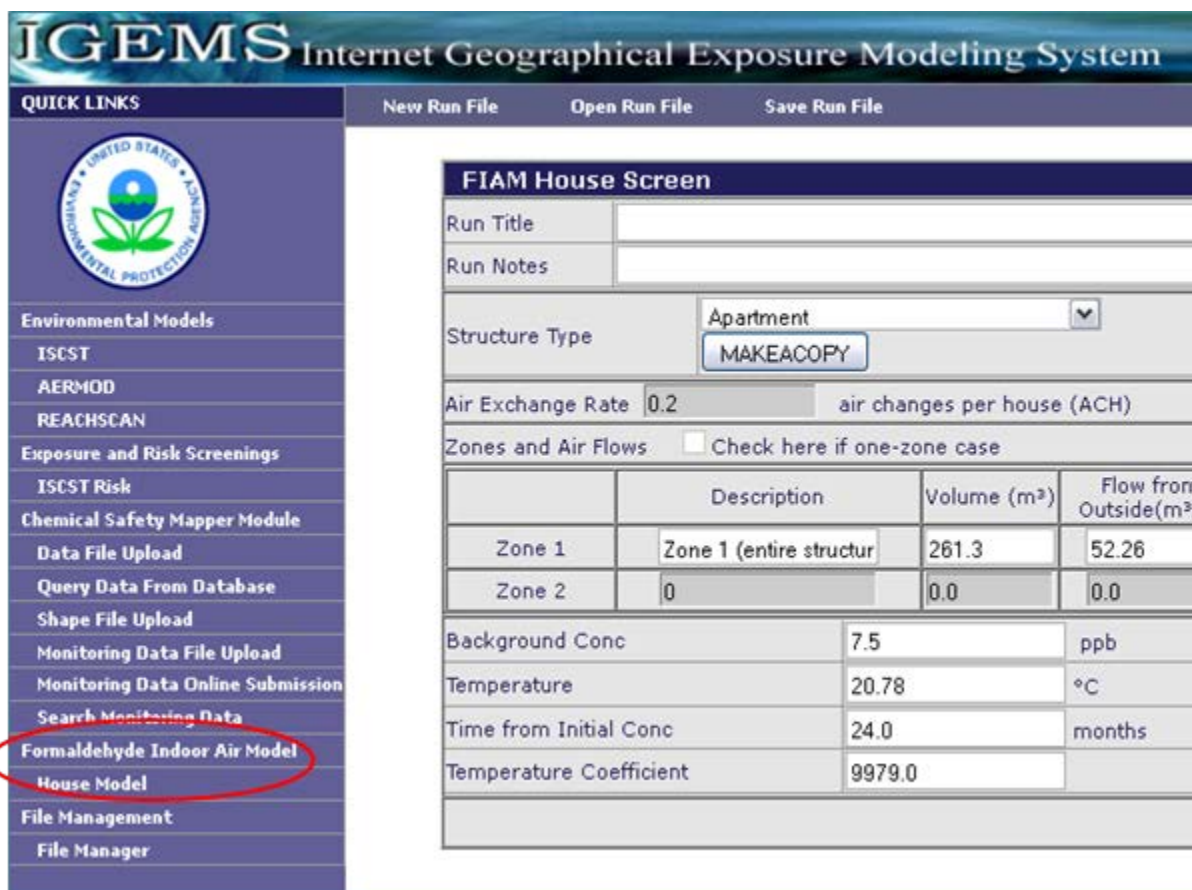 IGEMS Internet Geographical Exposure Modeling System
QUICK LINKS
New Run File Open Run File Save Run File
UNITED STATES
ENVIRONMENTAL PROTECTION AGENCY
Environmental Models
ISCST
AERMOD
REACHSCAN
Exposure and Risk Screenings
ISCST Risk
Chemical Safety Mapper Module
Data File Upload
Query Data From Database
Shape File Upload
Monitoring Data File Upload
Monitoring Data Online Submission
Search Monitoring Data
Formaldehyde Indoor Air Model
House Model
File Management
File Manager
FIAM House Screen
Run Title
Run Notes
Structure Type Apartment
MAKEACOPY
Air Exchange Rate 0.2 air changes per house (ACH)
Zones and Air Flows Check here if one-zone case
Description Volume (m³) Flow from
Outside(m³
Zone 1 Zone 1 (entire structur 261.3 52.26
Zone 2 0 0.0 0.0
Background Conc 7.5 ppb
Temperature 20.78 °C
Time from Initial Conc 24.0 months
Temperature Coefficient 9979.0